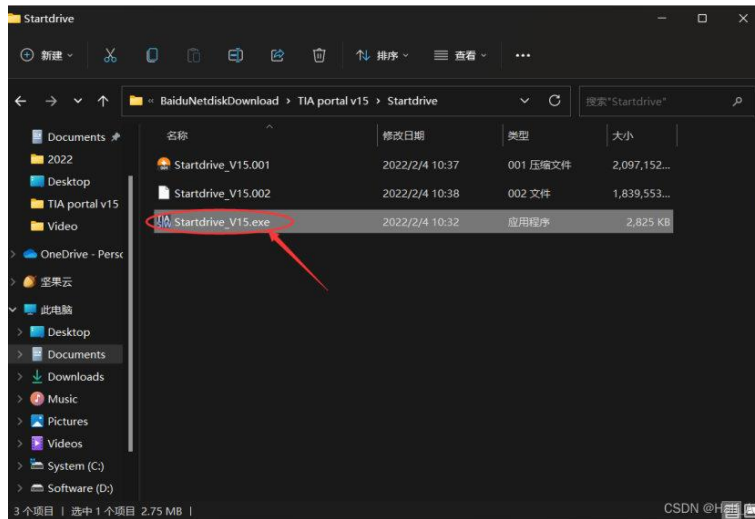 Startdrive
新建
排序
查看
« BaiduNetdiskDownload › TIA portal v15 › Startdrive
搜索"Startdrive"
名称 修改日期 类型 大小
Startdrive_V15.001 2022/2/4 10:37 001 压缩文件 2,097,152...
Startdrive_V15.002 2022/2/4 10:38 002 文件 1,839,553...
Startdrive_V15.exe 2022/2/4 10:32 应用程序 2,825 KB
Documents
2022
Desktop
TIA portal v15
Video
OneDrive - Persc
坚果云
此电脑
Desktop
Documents
Downloads
Music
Pictures
Videos
System (C:)
Software (D:)
3 个项目 | 选中 1 个项目 2.75 MB |
CSDN